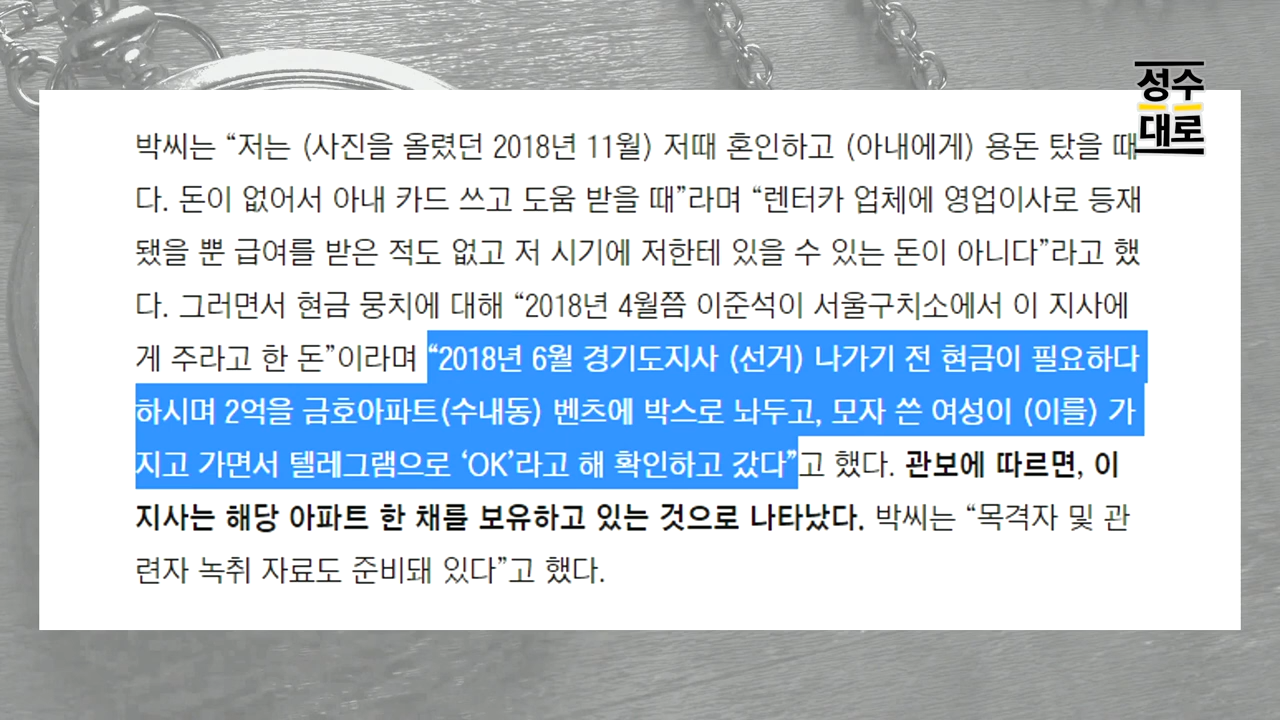 성수
대로
박씨는 “저는 (사진을 올렸던 2018년 11월) 저때 혼인하고 (아내에게) 용돈 탔을 때
다. 돈이 없어서 아내 카드 쓰고 도움 받을 때”라며 “렌터카 업체에 영업이사로 등재
됐을 뿐 급여를 받은 적도 없고 저 시기에 저한테 있을 수 있는 돈이 아니다”라고 했
다. 그러면서 현금 뭉치에 대해 “2018년 4월쯤 이준석이 서울구치소에서 이 지사에
게 주라고 한 돈”이라며 “2018년 6월 경기도지사 (선거) 나가기 전 현금이 필요하다
하시며 2억을 금호아파트(수내동) 벤츠에 박스로 놔두고, 모자 쓴 여성이 (이를) 가
지고 가면서 텔레그램으로 ‘OK’라고 해 확인하고 갔다”고 했다. 관보에 따르면, 이
지사는 해당 아파트 한 채를 보유하고 있는 것으로 나타났다. 박씨는 “목격자 및 관
련자 녹취 자료도 준비돼 있다”고 했다.